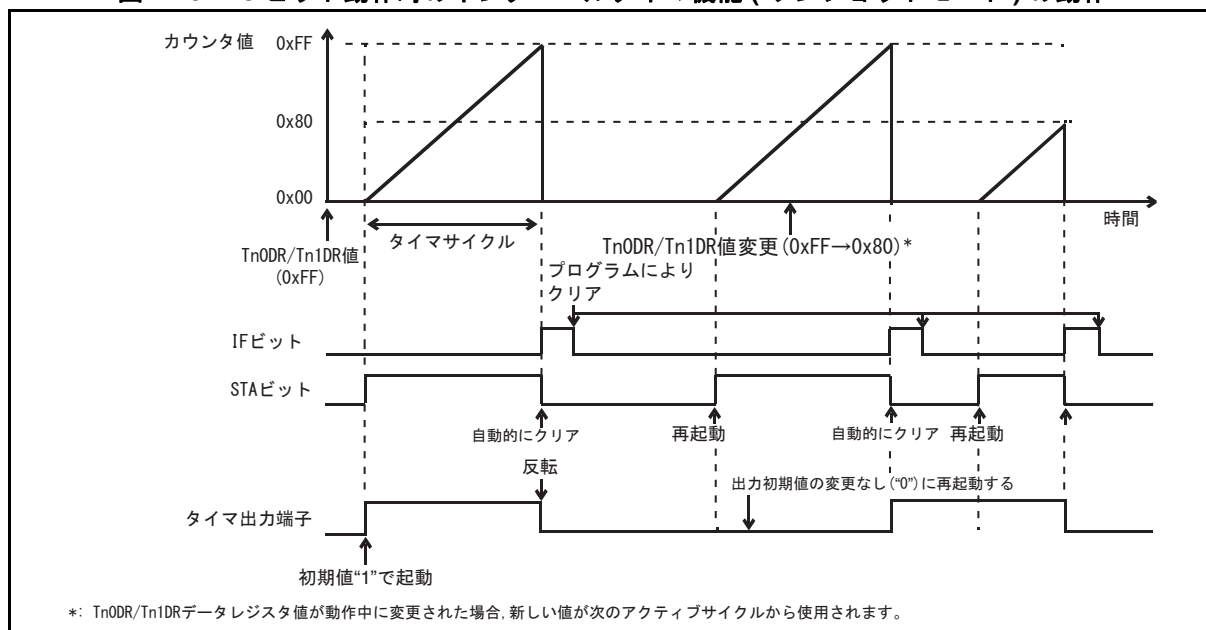 カウンタ値
0xFF
0x80
0x00
時間
Tn0DR/Tn1DR値
(0xFF)
タイマサイクル
Tn0DR/Tn1DR値変更(0xFF→0x80)*
プログラムにより
クリア
IFビット
STAビット
自動的にクリア
再起動
自動的にクリア
再起動
反転
出力初期値の変更なし("0")に再起動する
タイマ出力端子
初期値"1"で起動
*: Tn0DR/Tn1DRデータレジスタ値が動作中に変更された場合,新しい値が次のアクティブサイクルから使用されます。